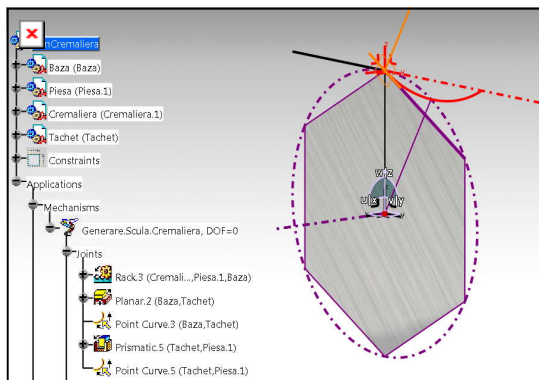 nCremaliera
Baza (Baza)
Piesa (Piesa.1)
Cremaliera (Cremaliera.1)
Tachet (Tachet)
Constraints
Applications
Mechanisms
Generare.Scula.Cremaliera, DOF=0
Joints
Rack.3 (Cremali...,Piesa.1,Baza)
Planar.2 (Baza,Tachet)
Point Curve.3 (Baza,Tachet)
Prismatic.5 (Tachet,Piesa.1)
Point Curve.5 (Tachet,Piesa.1)